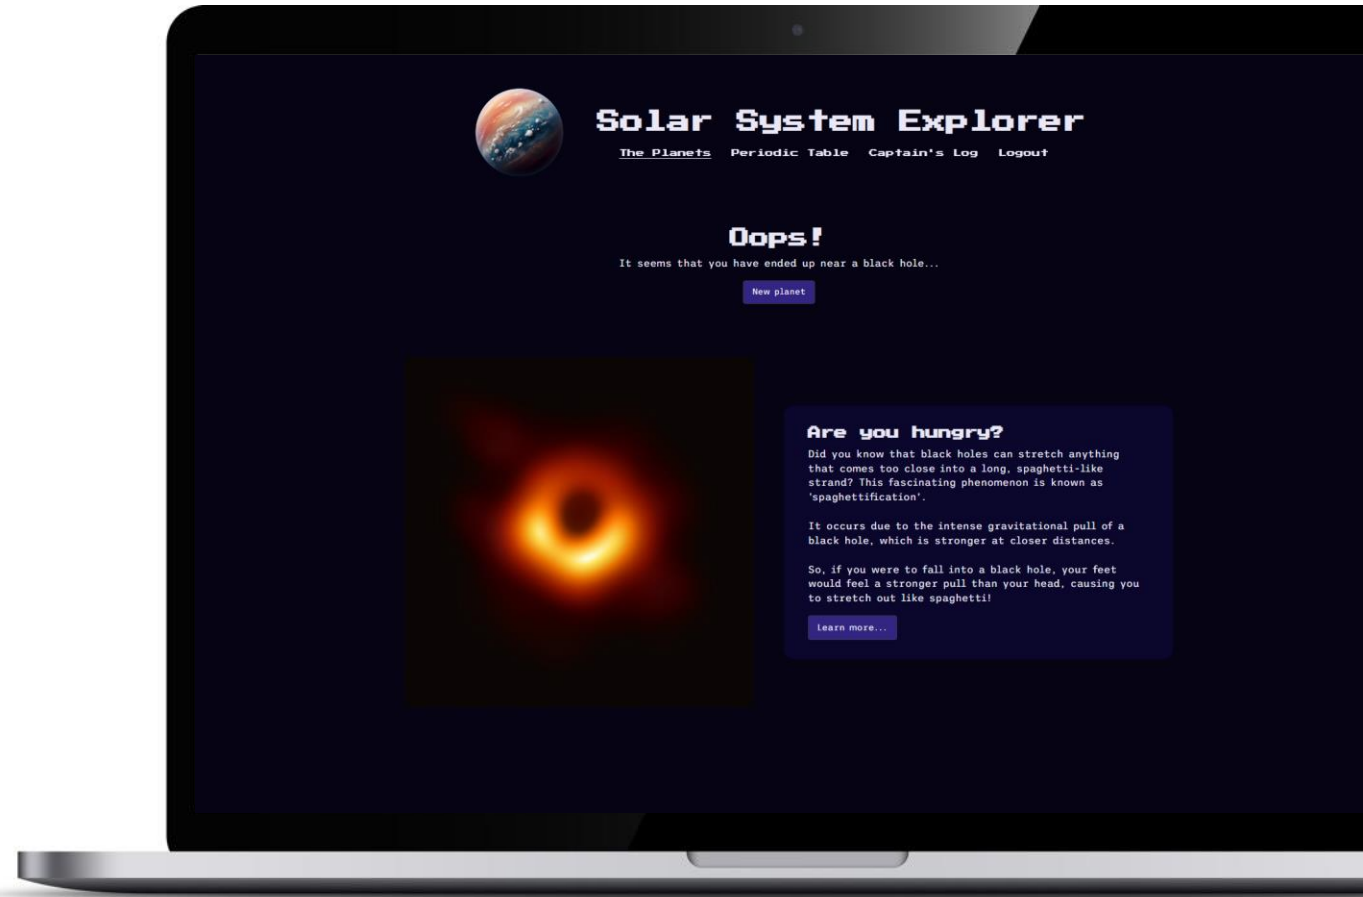 Solar System Explorer
The Planets Periodic Table Captain's Log Logout
Oops!
It seems that you have ended up near a black hole...
New planet
Are you hungry?
Did you know that black holes can stretch anything
that comes too close into a long, spaghetti-like
strand? This fascinating phenomenon is known as
'spaghettification'.
It occurs due to the intense gravitational pull of a
black hole, which is stronger at closer distances.
So, if you were to fall into a black hole, your feet
would feel a stronger pull than your head, causing you
to stretch out like spaghetti!
Learn more...